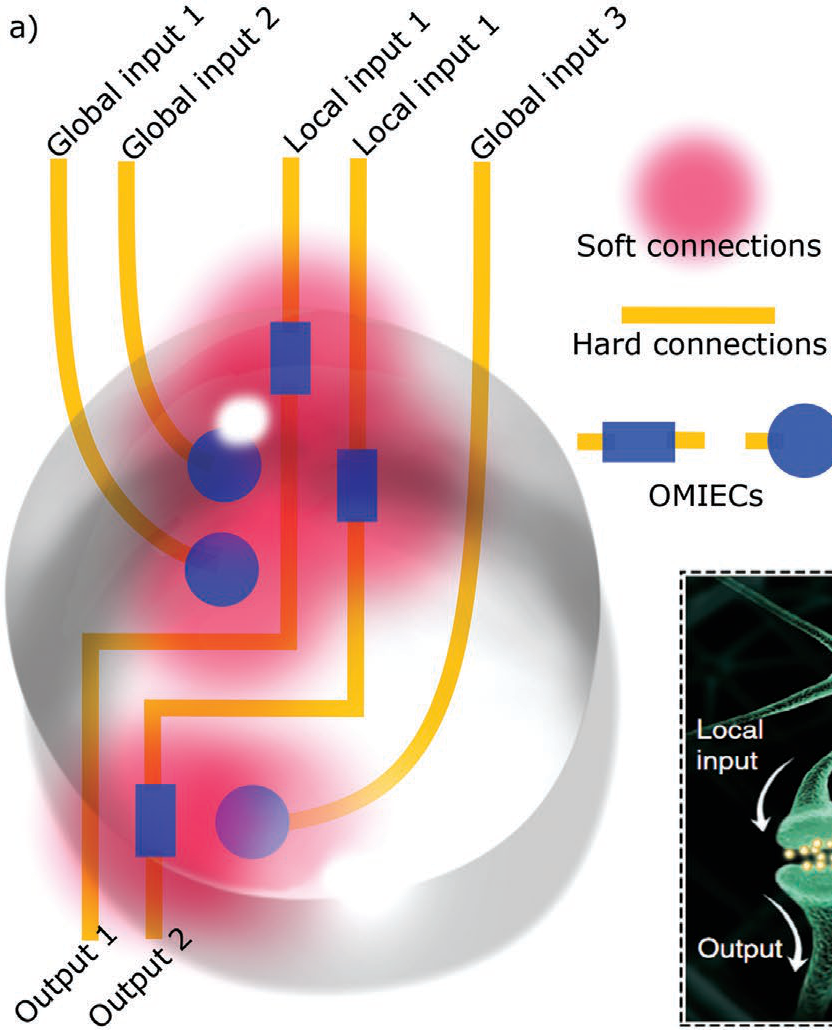 a)
Global input 1
Global input 2
Local input 1
Local input 1
Global input 3
Soft connections
Hard connections
OMIECs
Local
input
Output
Output 1
Output 2